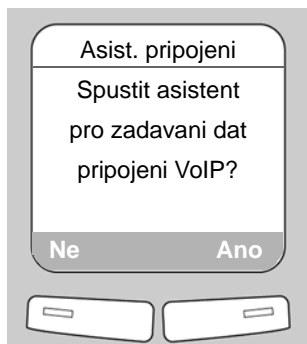 Asist. pripojeni
Spustit asistent
pro zadavani dat
pripojeni VoIP?
Ne Ano